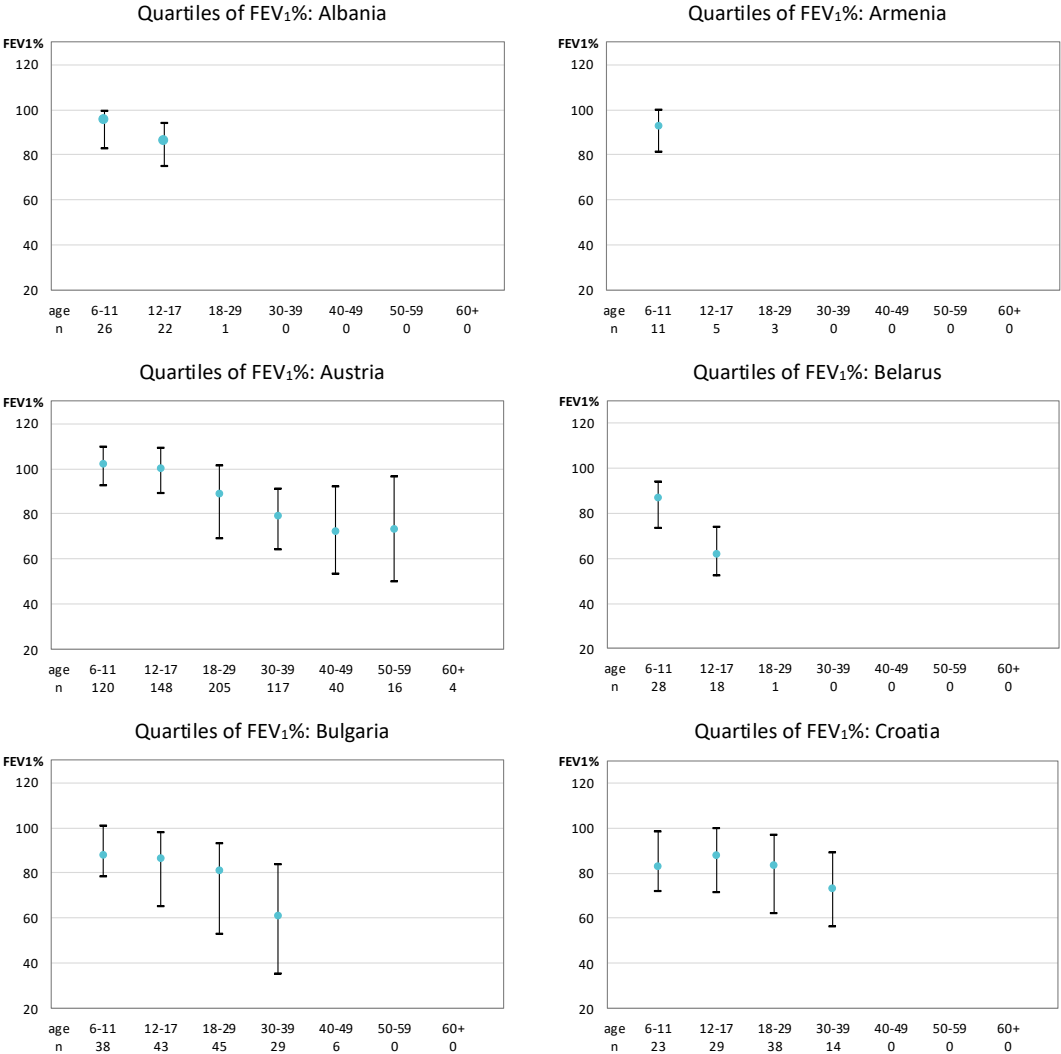 Quartiles of FEV₁%: Albania
FEV1%
120
100
80
60
40
20
age 6-11 12-17 18-29 30-39 40-49 50-59 60+
n 26 22 1 0 0 0 0
Quartiles of FEV₁%: Armenia
FEV1%
120
100
80
60
40
20
age 6-11 12-17 18-29 30-39 40-49 50-59 60+
n 11 5 3 0 0 0 0
Quartiles of FEV₁%: Austria
FEV1%
120
100
80
60
40
20
age 6-11 12-17 18-29 30-39 40-49 50-59 60+
n 120 148 205 117 40 16 4
Quartiles of FEV₁%: Belarus
FEV1%
120
100
80
60
40
20
age 6-11 12-17 18-29 30-39 40-49 50-59 60+
n 28 18 1 0 0 0 0
Quartiles of FEV₁%: Bulgaria
FEV1%
120
100
80
60
40
20
age 6-11 12-17 18-29 30-39 40-49 50-59 60+
n 38 43 45 29 6 0 0
Quartiles of FEV₁%: Croatia
FEV1%
120
100
80
60
40
20
age 6-11 12-17 18-29 30-39 40-49 50-59 60+
n 23 29 38 14 0 0 0